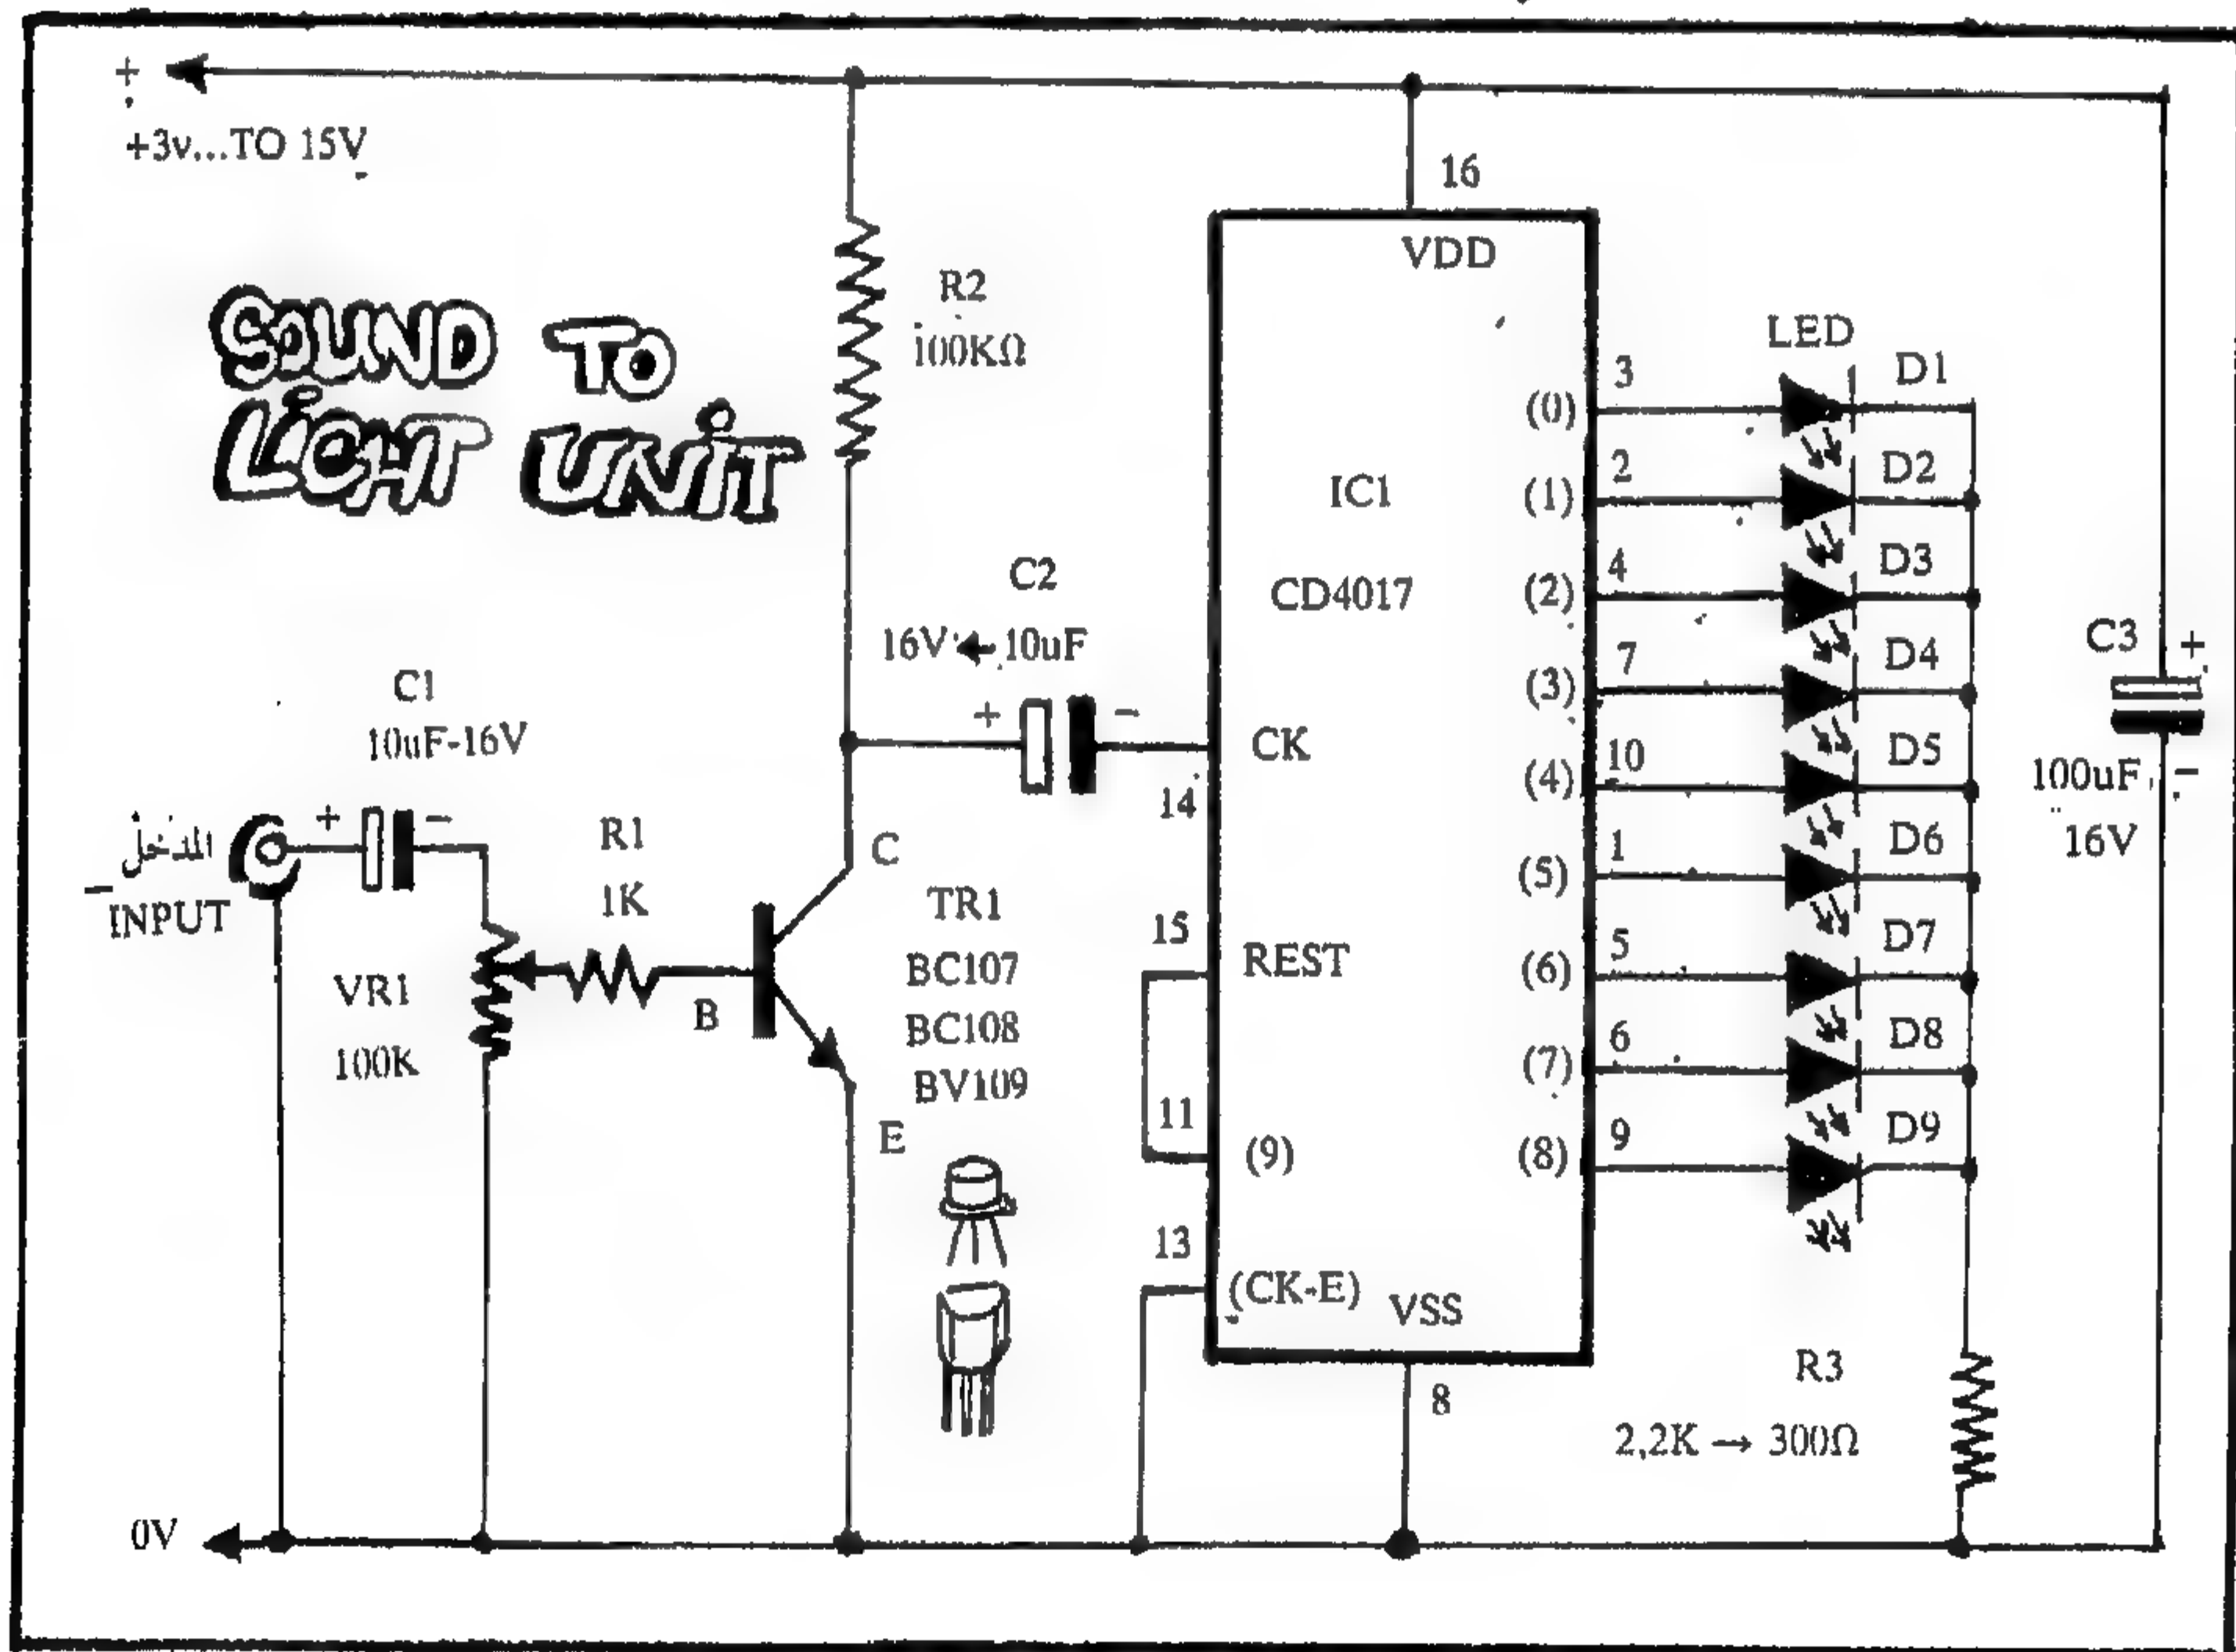 +
+3v...TO 15V
SOUND TO
LiGHT UNiT
R2
100KΩ
C2
16V 10uF
+ -
C1
10uF-16V
+ -
المدخل
- INPUT
VR1
100K
R1
1K
B
C
E
TR1
BC107
BC108
BV109
0V
16
VDD
IC1
CD4017
CK
14
15
REST
11
(9)
13
(CK-E)
VSS
8
LED
(0) 3 D1
(1) 2 D2
(2) 4 D3
(3) 7 D4
(4) 10 D5
(5) 1 D6
(6) 5 D7
(7) 6 D8
(8) 9 D9
R3
2,2K → 300Ω
C3 +
100uF -
16V